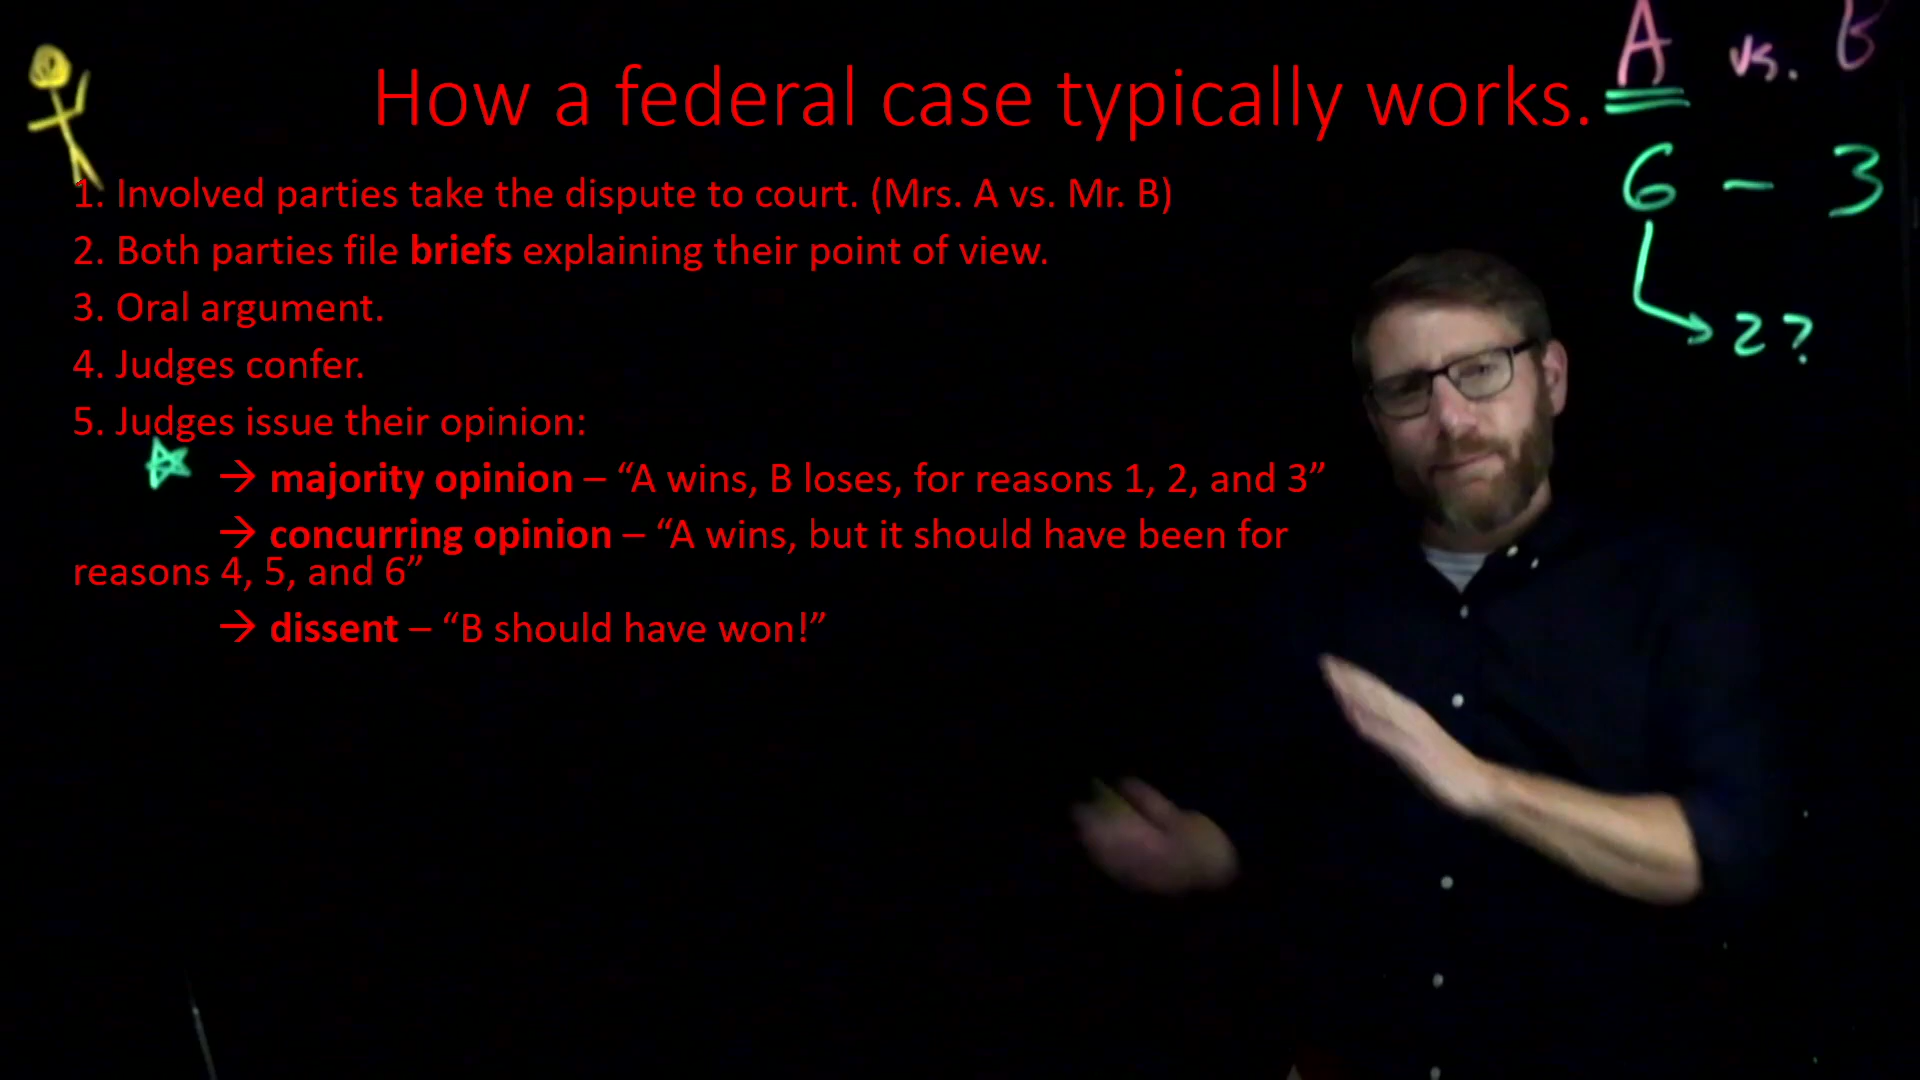 How a federal case typically works.
A vs. B
6 - 3
2?
1. Involved parties take the dispute to court. (Mrs. A vs. Mr. B)
2. Both parties file briefs explaining their point of view.
3. Oral argument.
4. Judges confer.
5. Judges issue their opinion:
→ majority opinion – “A wins, B loses, for reasons 1, 2, and 3”
→ concurring opinion – “A wins, but it should have been for
reasons 4, 5, and 6”
→ dissent – “B should have won!”